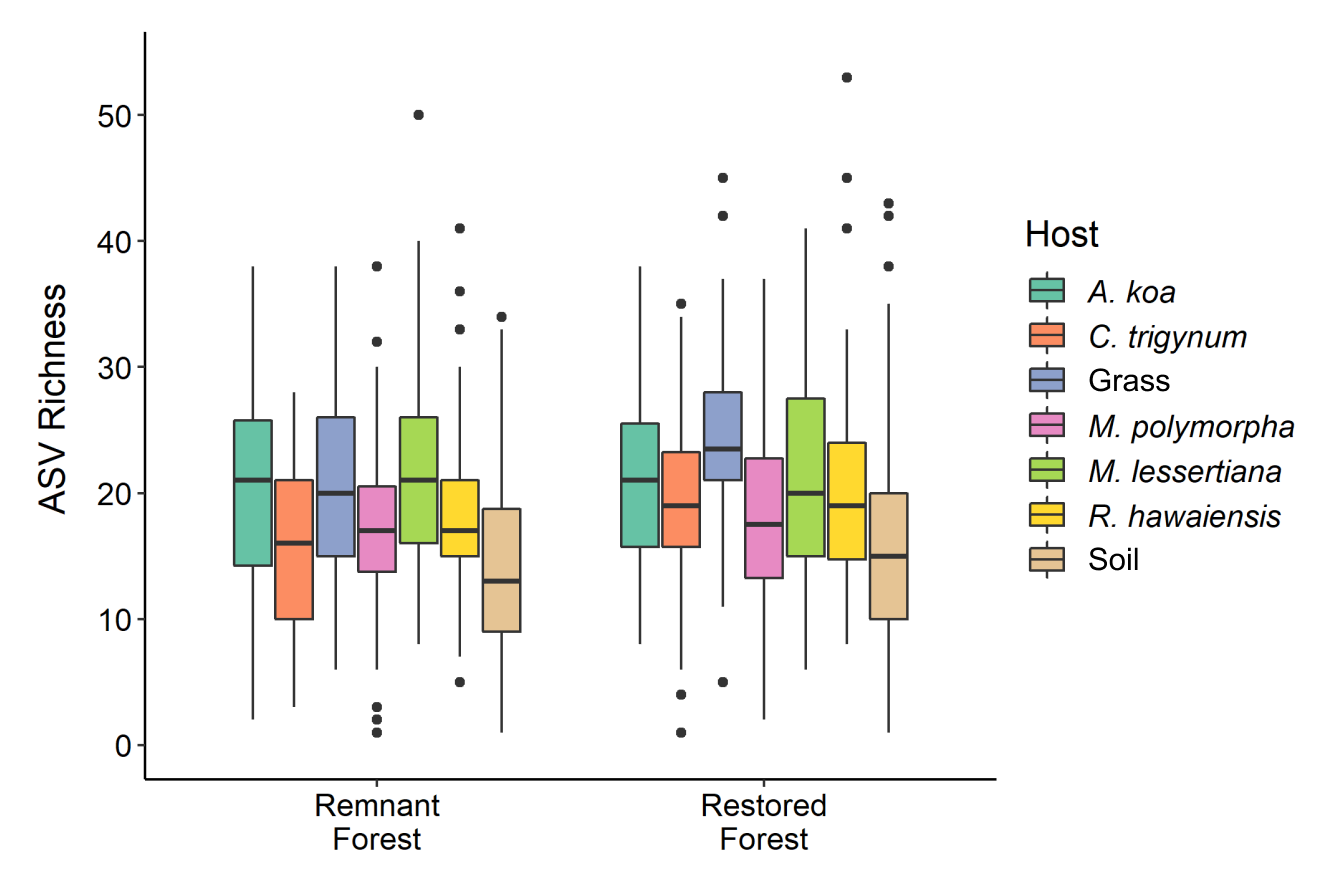 ASV Richness
50
40
30
20
10
0
Remnant
Forest
Restored
Forest
Host
A. koa
C. trigynum
Grass
M. polymorpha
M. lessertiana
R. hawaiensis
Soil